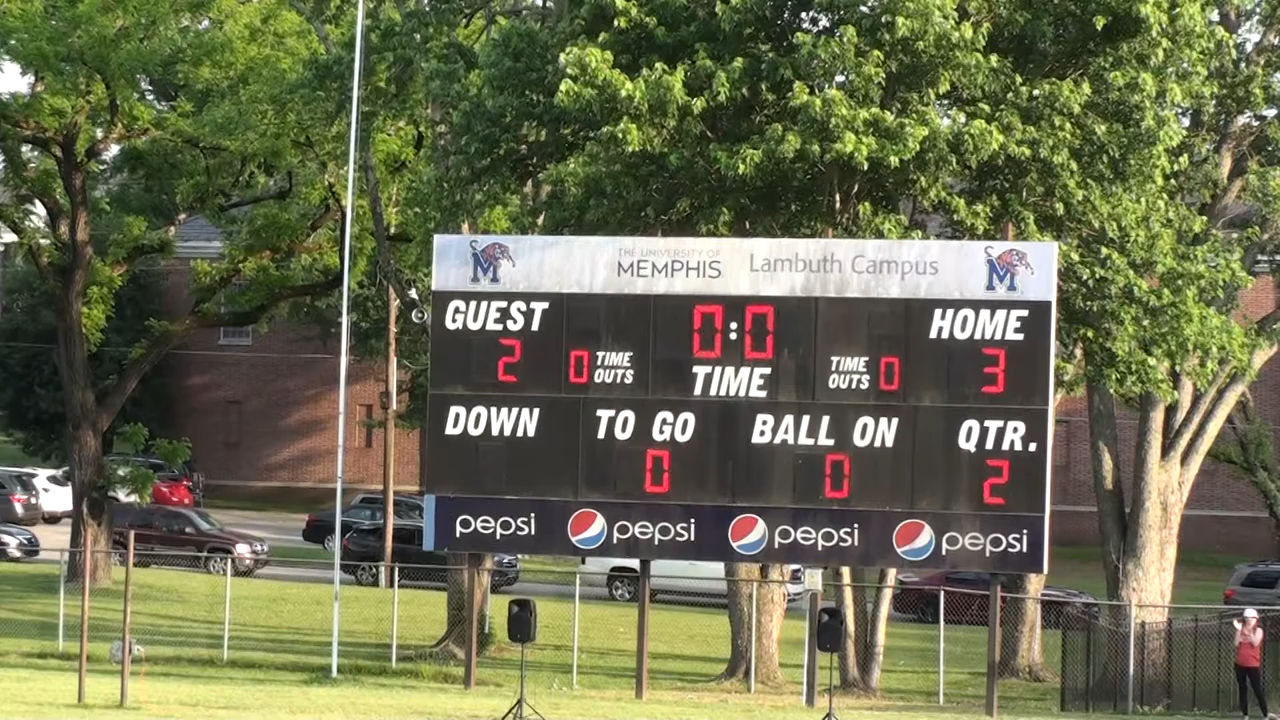 M THE UNIVERSITY OF MEMPHIS Lambuth Campus M
GUEST 2
0 TIME OUTS
0:0 TIME
TIME OUTS 0
HOME 3
DOWN
TO GO 0
BALL ON 0
QTR. 2
pepsi pepsi pepsi pepsi